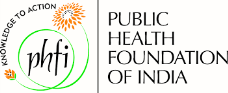 KNOWLEDGE TO ACTION
phfi
PUBLIC
HEALTH
FOUNDATION
OF INDIA